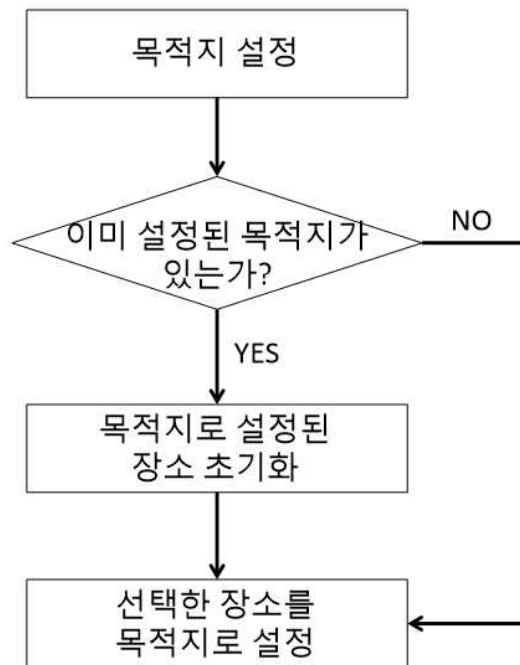 목적지 설정
이미 설정된 목적지가
있는가?
NO
YES
목적지로 설정된
장소 초기화
선택한 장소를
목적지로 설정